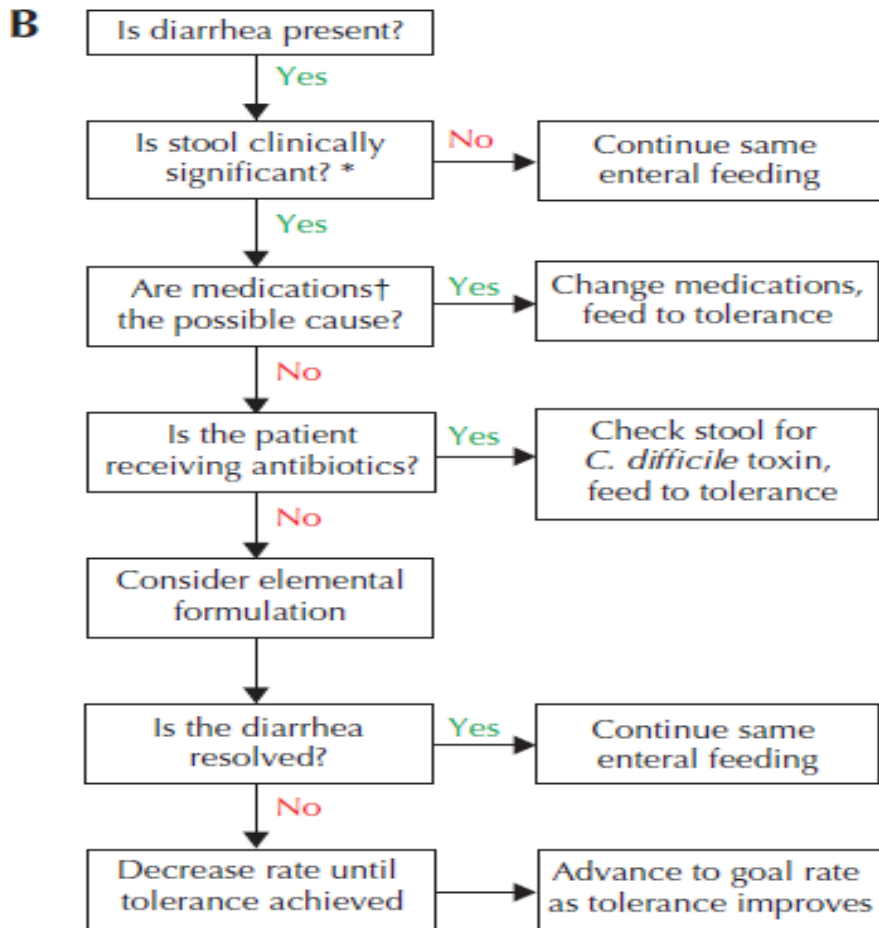 B
Is diarrhea present?
Yes
Is stool clinically
significant? *
No
Continue same
enteral feeding
Yes
Are medications†
the possible cause?
Yes
Change medications,
feed to tolerance
No
Is the patient
receiving antibiotics?
Yes
Check stool for
C. difficile toxin,
feed to tolerance
No
Consider elemental
formulation
Is the diarrhea
resolved?
Yes
Continue same
enteral feeding
No
Decrease rate until
tolerance achieved
Advance to goal rate
as tolerance improves